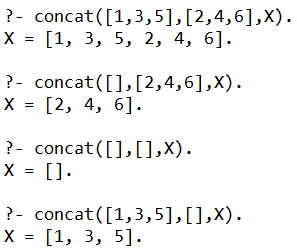 ?- concat([1,3,5],[2,4,6],X).
X = [1, 3, 5, 2, 4, 6].
?- concat([],[2,4,6],X).
X = [2, 4, 6].
?- concat([],[],X).
X = [].
?- concat([1,3,5],[],X).
X = [1, 3, 5].